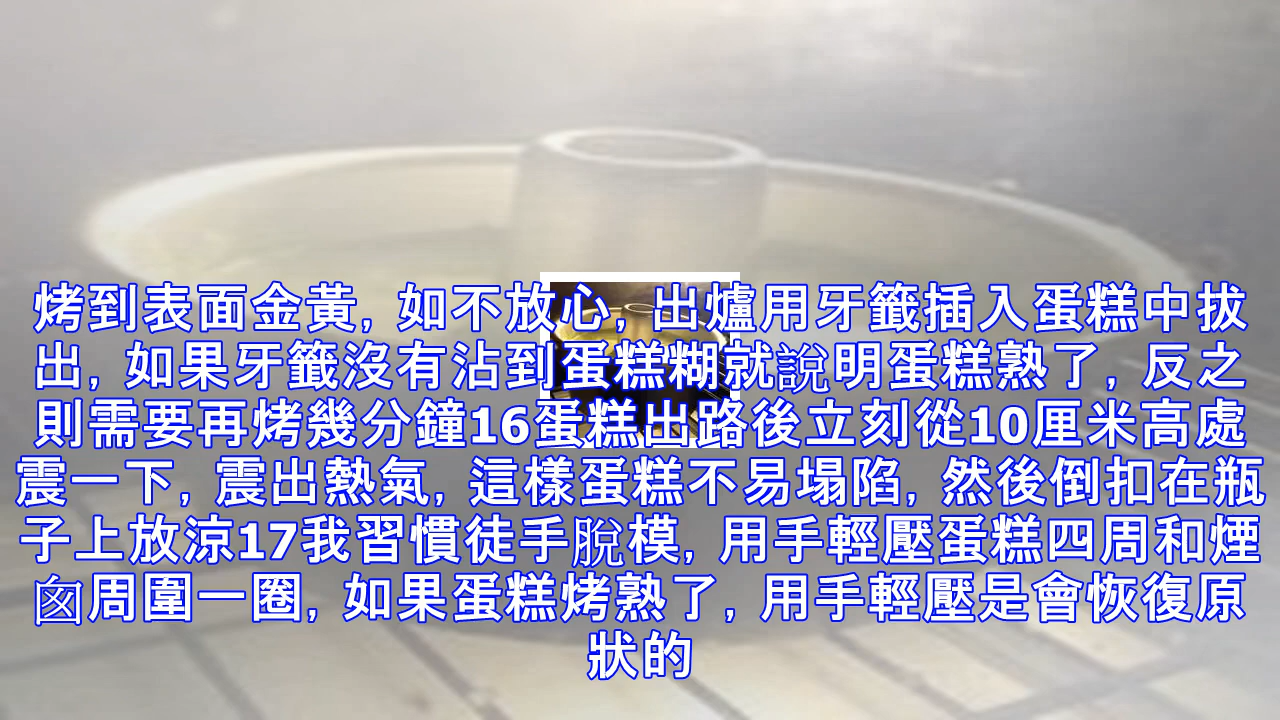 烤到表面金黃, 如不放心, 出爐用牙籤插入蛋糕中拔
出, 如果牙籤沒有沾到蛋糕糊就說明蛋糕熟了, 反之
則需要再烤幾分鐘16蛋糕出路後立刻從10厘米高處
震一下, 震出熱氣, 這樣蛋糕不易塌陷, 然後倒扣在瓶
子上放涼17我習慣徒手脫模, 用手輕壓蛋糕四周和煙
囪周圍一圈, 如果蛋糕烤熟了, 用手輕壓是會恢復原
狀的